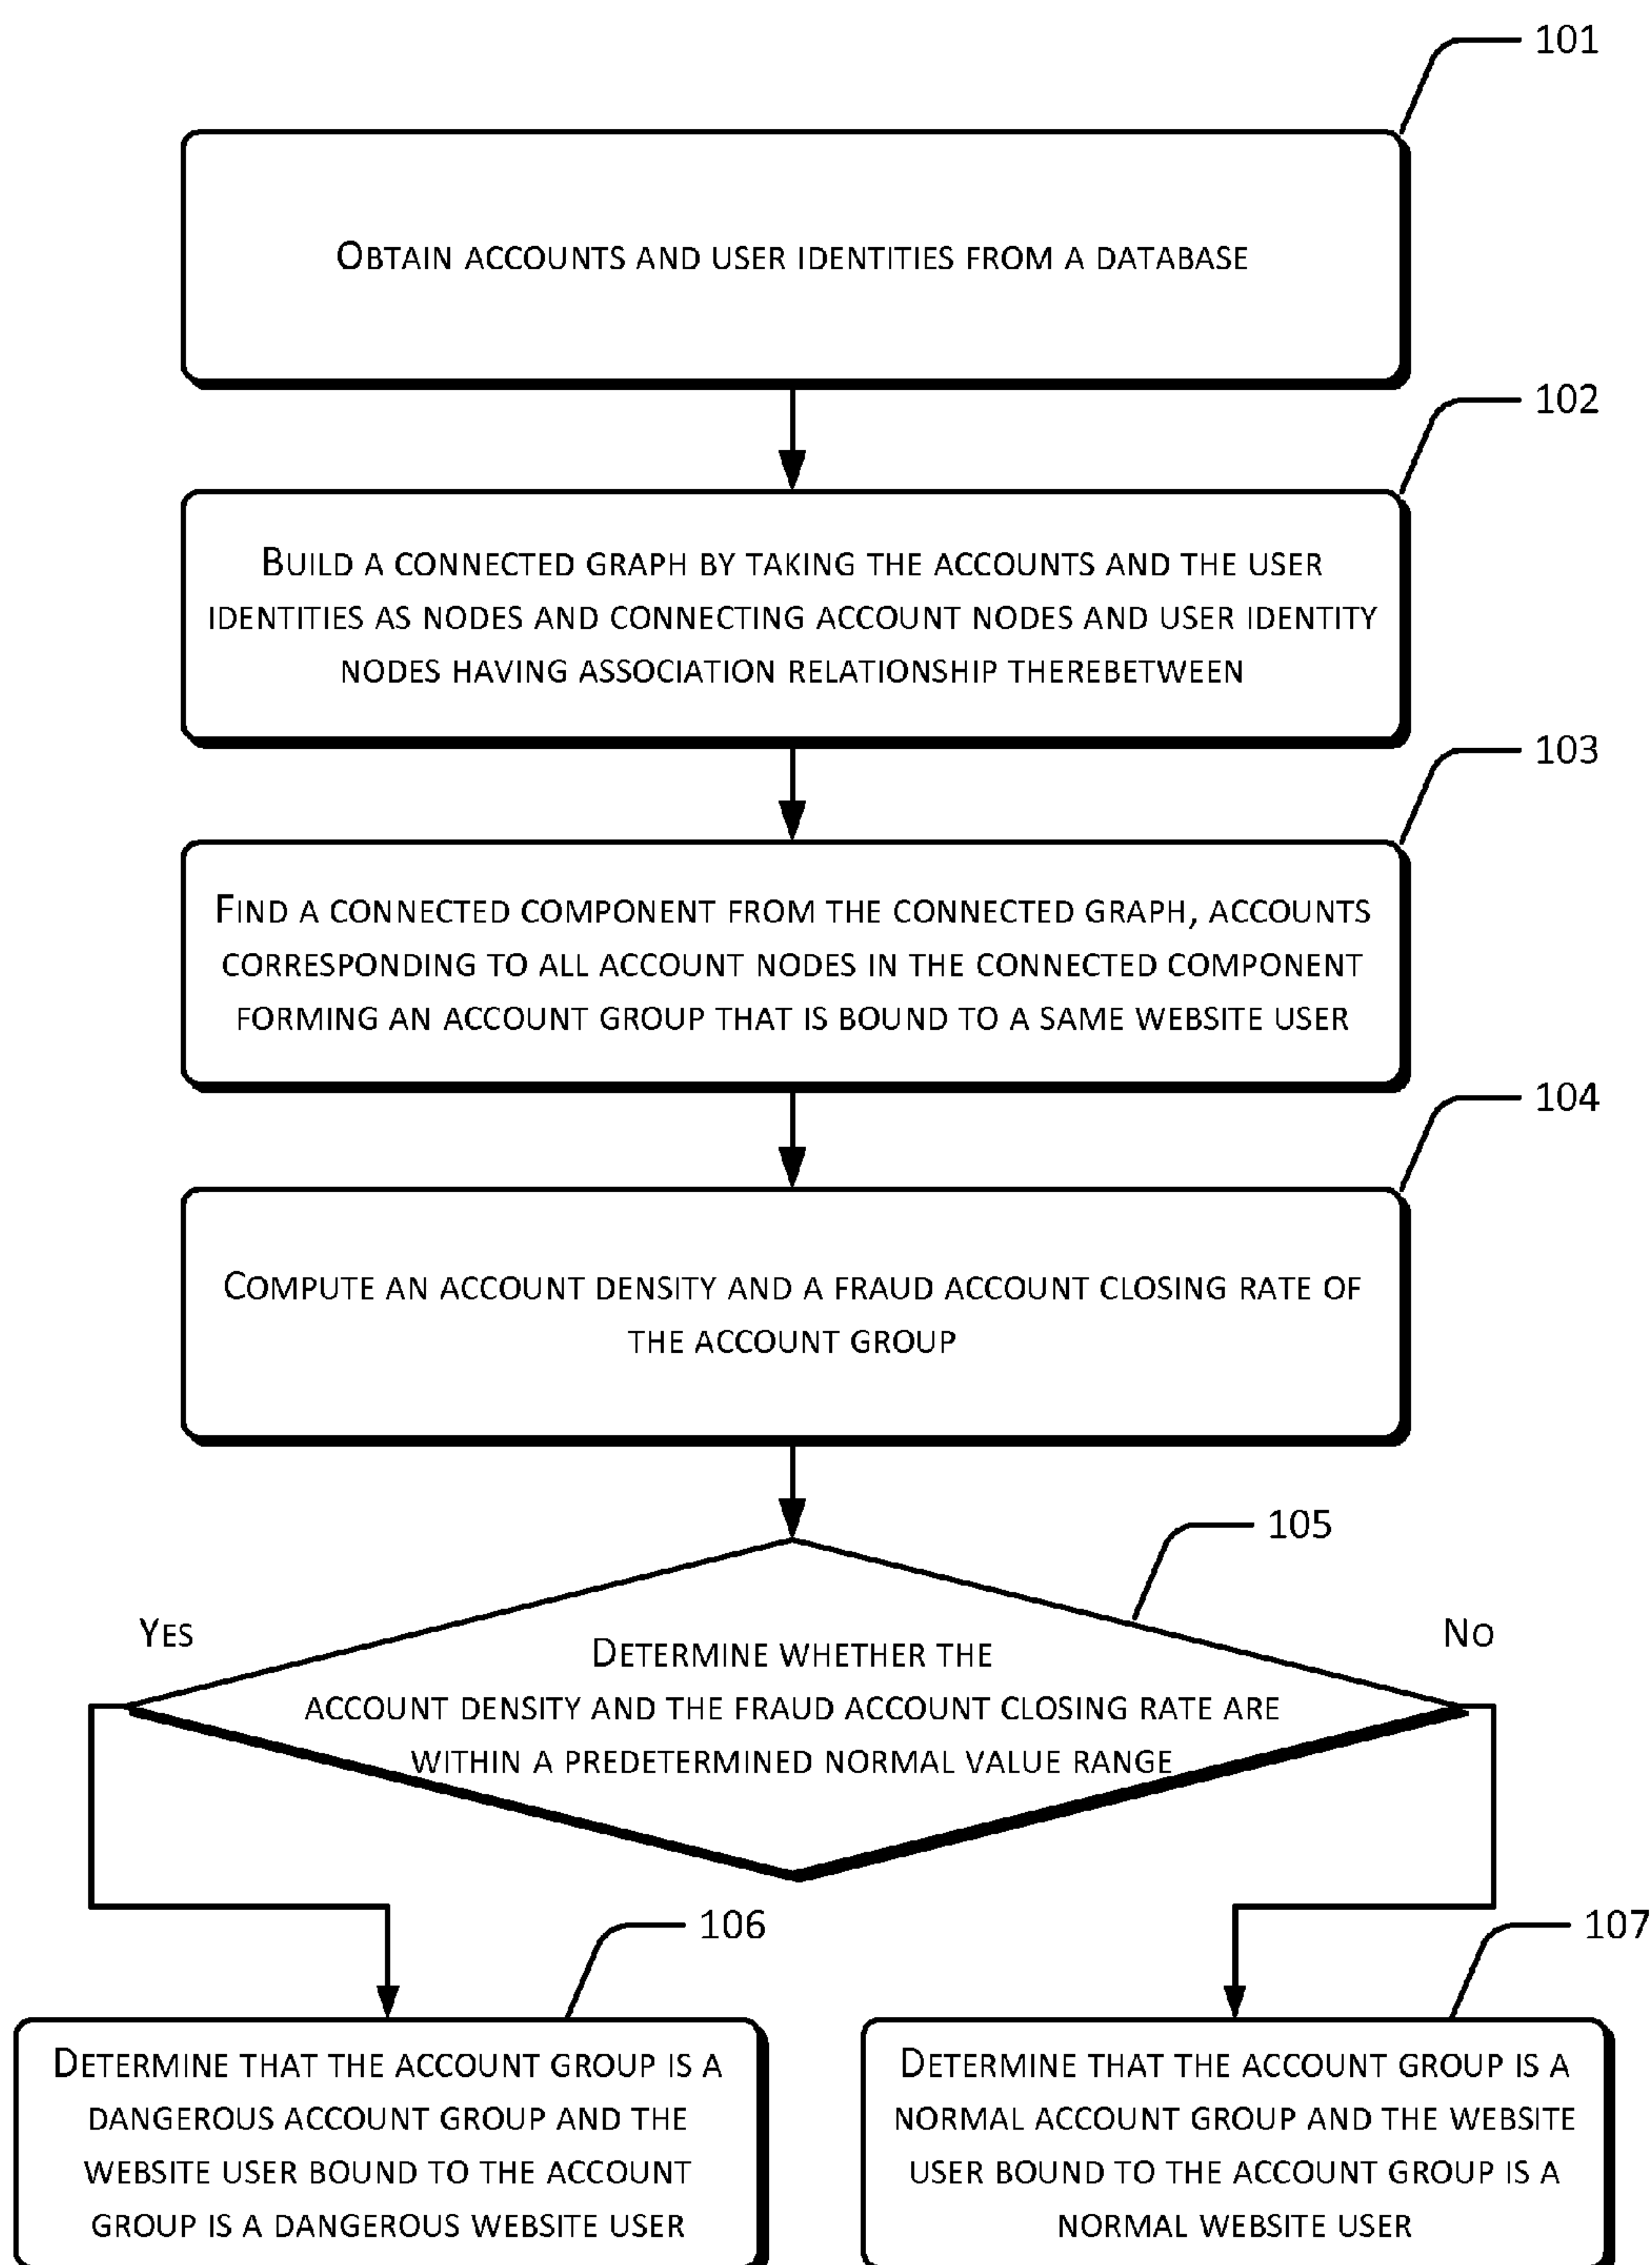 101
OBTAIN ACCOUNTS AND USER IDENTITIES FROM A DATABASE
102
BUILD A CONNECTED GRAPH BY TAKING THE ACCOUNTS AND THE USER
IDENTITIES AS NODES AND CONNECTING ACCOUNT NODES AND USER IDENTITY
NODES HAVING ASSOCIATION RELATIONSHIP THEREBETWEEN
103
FIND A CONNECTED COMPONENT FROM THE CONNECTED GRAPH, ACCOUNTS
CORRESPONDING TO ALL ACCOUNT NODES IN THE CONNECTED COMPONENT
FORMING AN ACCOUNT GROUP THAT IS BOUND TO A SAME WEBSITE USER
104
COMPUTE AN ACCOUNT DENSITY AND A FRAUD ACCOUNT CLOSING RATE OF
THE ACCOUNT GROUP
105
YES
NO
DETERMINE WHETHER THE
ACCOUNT DENSITY AND THE FRAUD ACCOUNT CLOSING RATE ARE
WITHIN A PREDETERMINED NORMAL VALUE RANGE
106
DETERMINE THAT THE ACCOUNT GROUP IS A
DANGEROUS ACCOUNT GROUP AND THE
WEBSITE USER BOUND TO THE ACCOUNT
GROUP IS A DANGEROUS WEBSITE USER
107
DETERMINE THAT THE ACCOUNT GROUP IS A
NORMAL ACCOUNT GROUP AND THE WEBSITE
USER BOUND TO THE ACCOUNT GROUP IS A
NORMAL WEBSITE USER